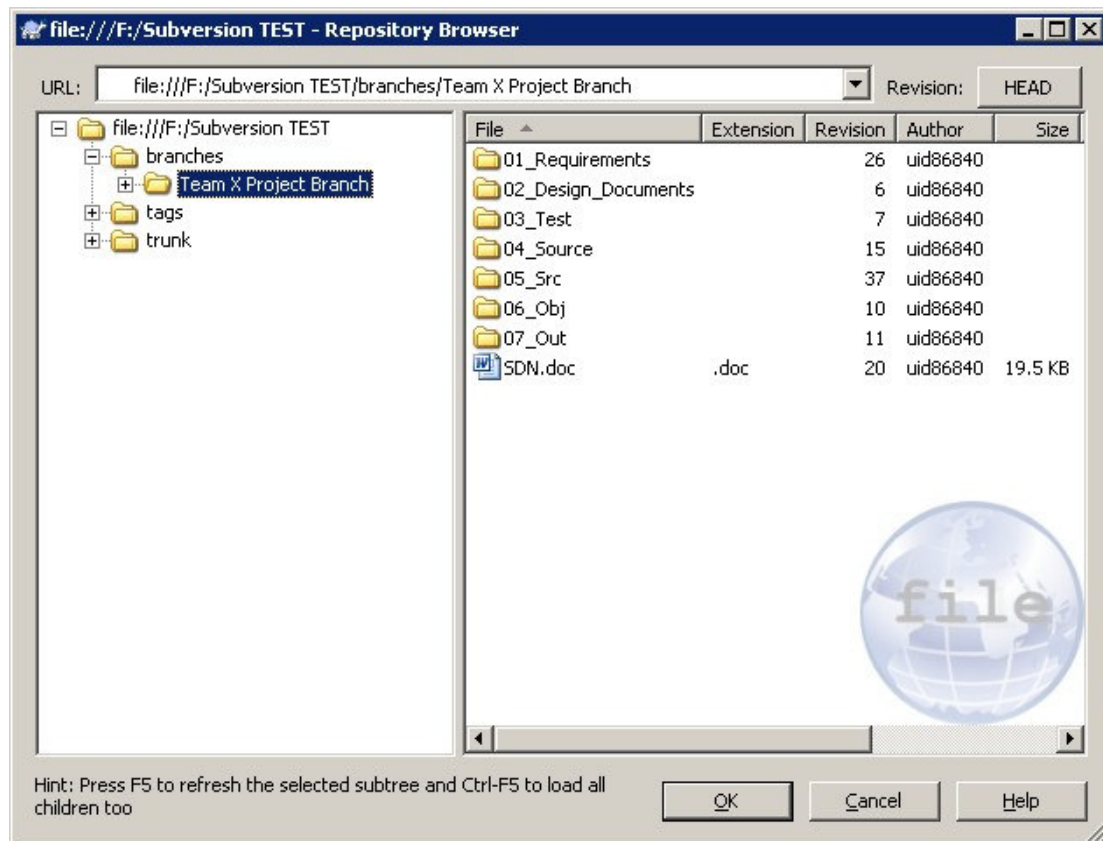 file:///F:/Subversion TEST - Repository Browser
URL: file:///F:/Subversion TEST/branches/Team X Project Branch Revision: HEAD
file:///F:/Subversion TEST
branches
Team X Project Branch
tags
trunk
File Extension Revision Author Size
01_Requirements 26 uid86840
02_Design_Documents 6 uid86840
03_Test 7 uid86840
04_Source 15 uid86840
05_Src 37 uid86840
06_Obj 10 uid86840
07_Out 11 uid86840
SDN.doc .doc 20 uid86840 19.5 KB
file
Hint: Press F5 to refresh the selected subtree and Ctrl-F5 to load all
children too
OK Cancel Help